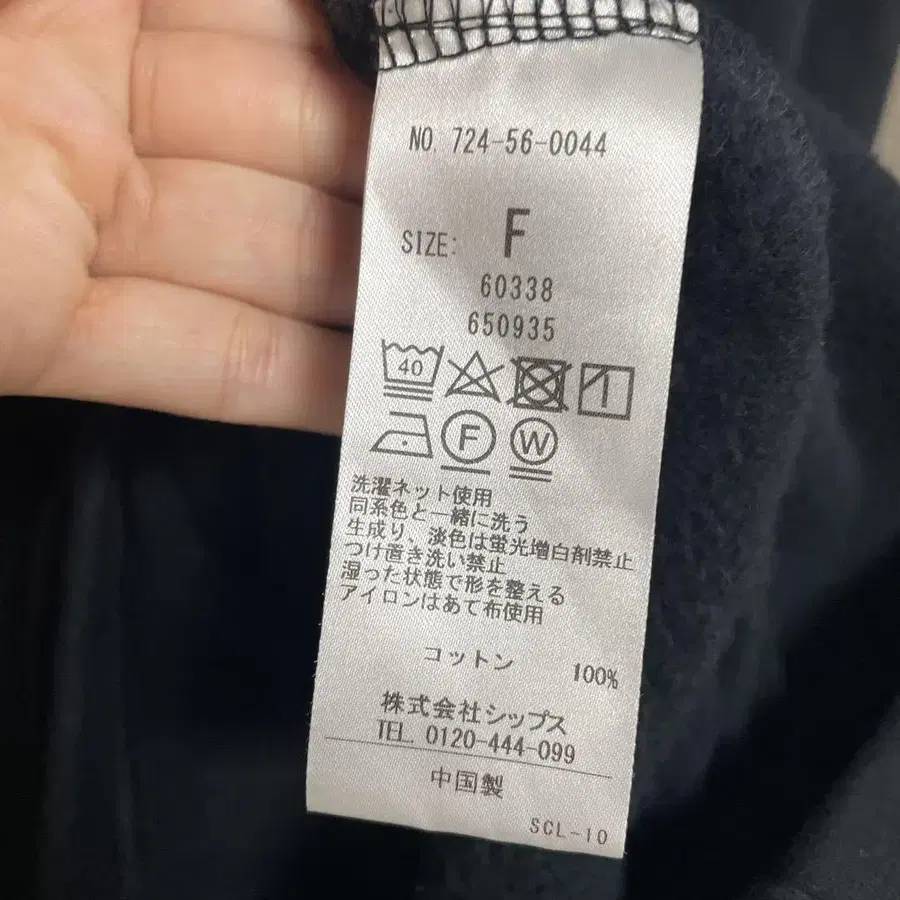 NO. 724-56-0044
SIZE: F
60338
650935
40
F W
洗濯ネット使用
同系色と一緒に洗う
生成り、淡色は蛍光増白剤禁止
つけ置き洗い禁止
湿った状態で形を整える
アイロンはあて布使用
コットン 100%
株式会社シップス
TEL. 0120-444-099
中国製
SCL-10